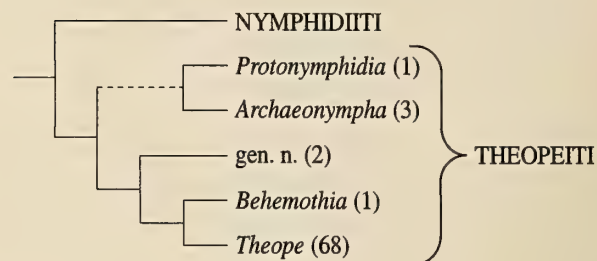 NYMPHIDIITI
Protonymphidia (1)
Archaeonympha (3)
gen. n. (2)
THEOPEITI
Behemothia (1)
Theope (68)